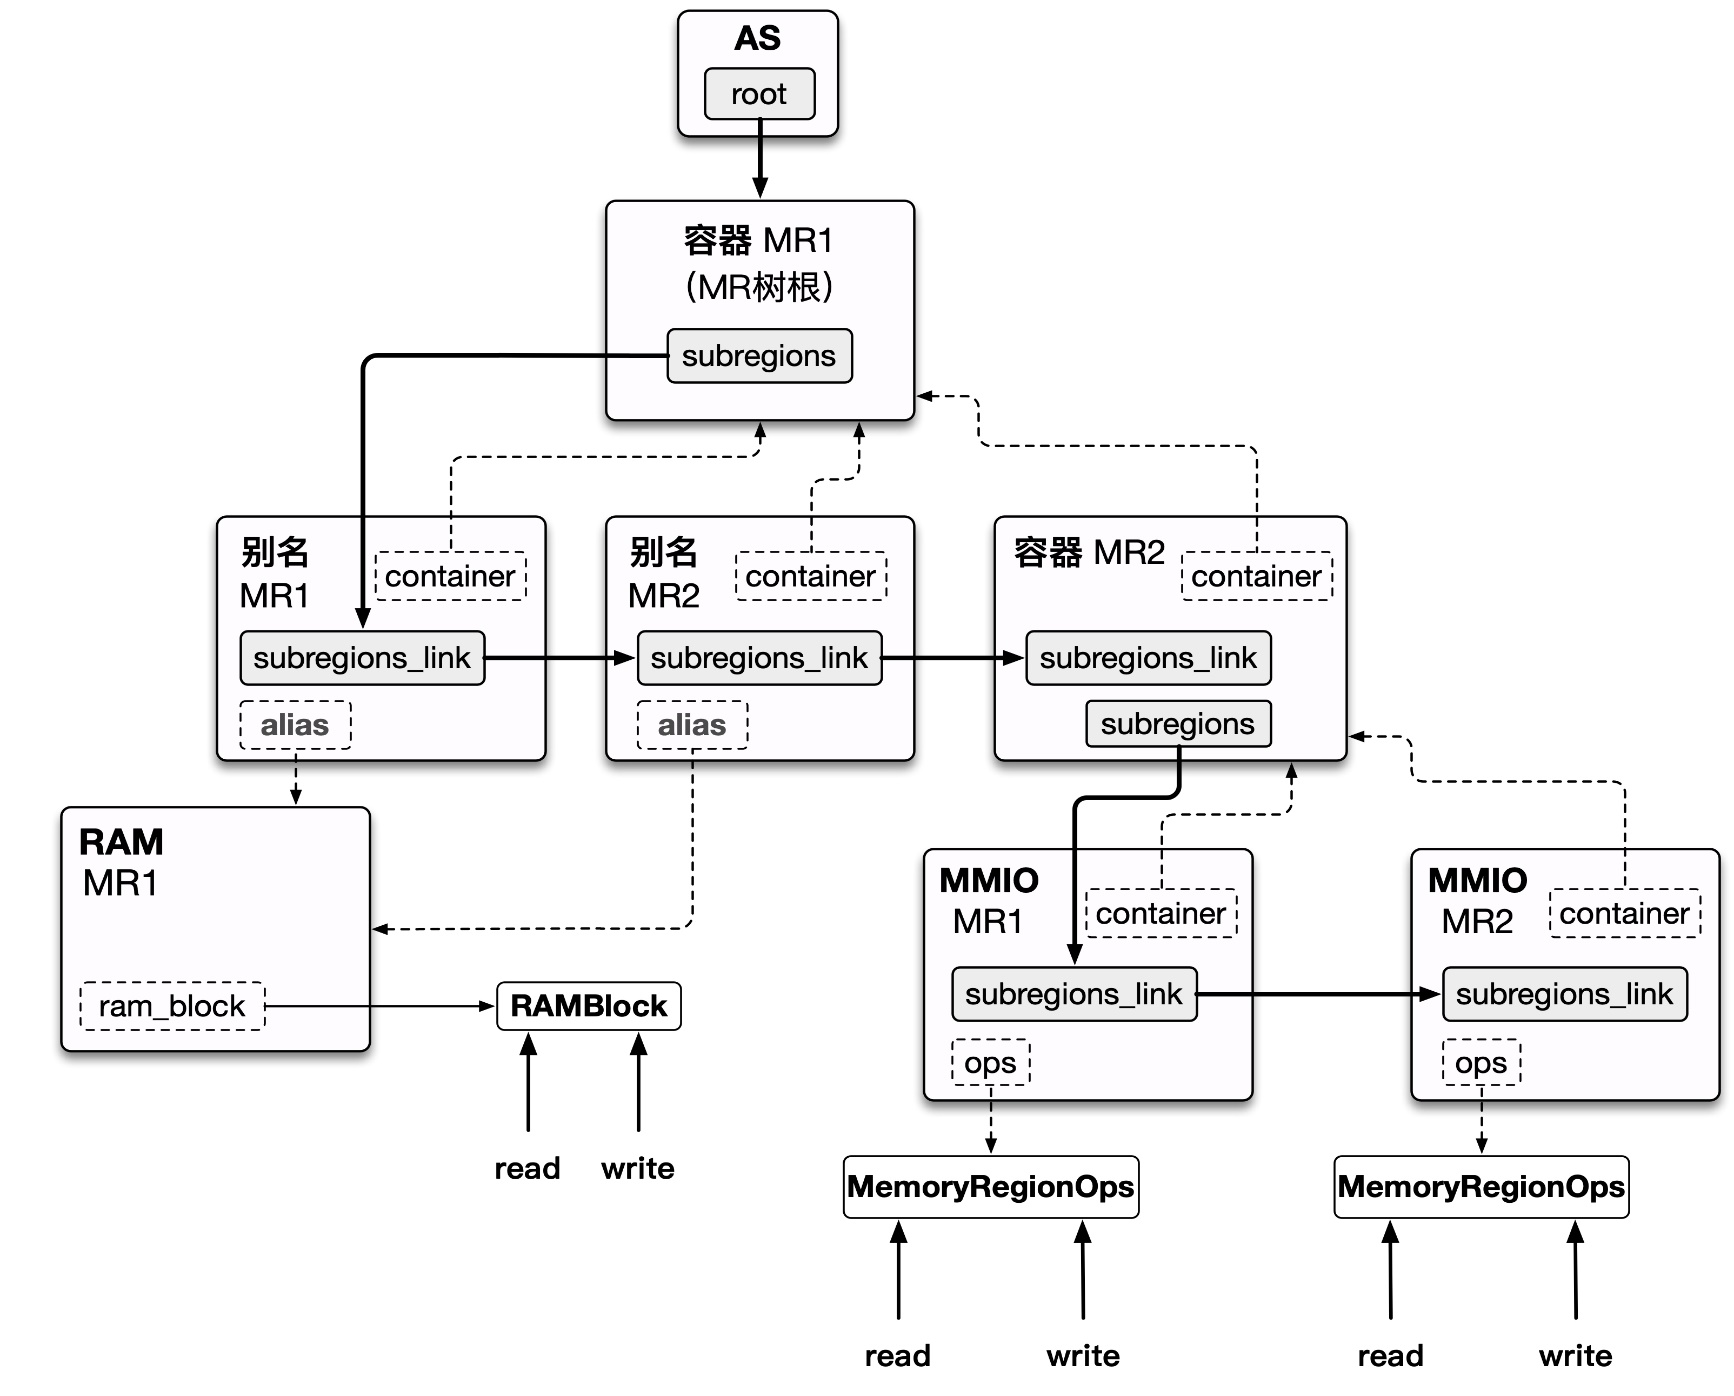 AS
root
容器 MR1
（MR树根）
subregions
别名
MR1
container
subregions_link
alias
别名
MR2
container
subregions_link
alias
容器 MR2
container
subregions_link
subregions
RAM
MR1
ram_block
RAMBlock
read
write
MMIO
MR1
container
subregions_link
ops
MemoryRegionOps
read
write
MMIO
MR2
container
subregions_link
ops
MemoryRegionOps
read
write